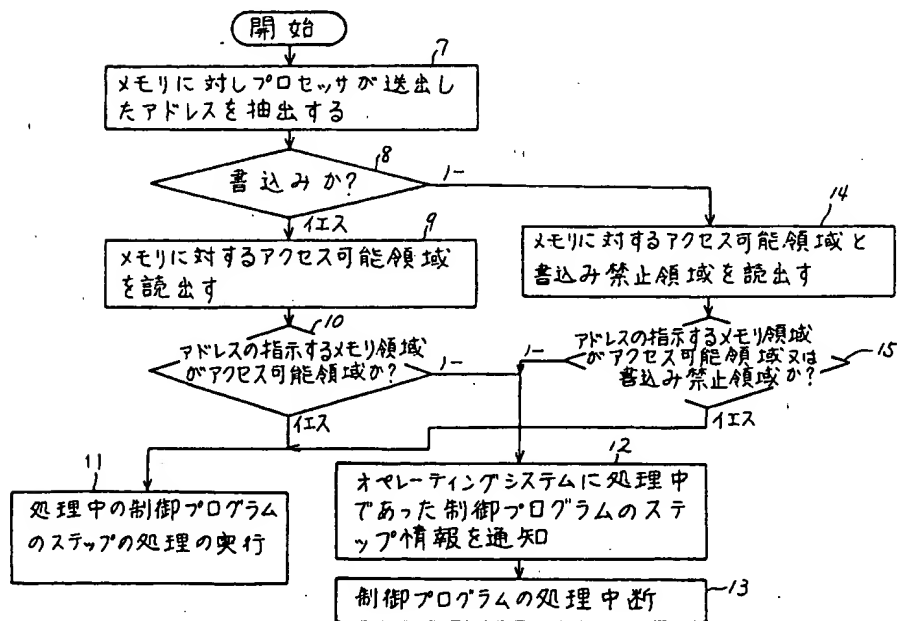 開始
7
メモリに対しプロセッサが送出し
たアドレスを抽出する
8
書込みか?
ノー
イエス
9
メモリに対するアクセス可能領域
を読出す
14
メモリに対するアクセス可能領域と
書込み禁止領域を読出す
10
アドレスの指示するメモリ領域
がアクセス可能領域か?
ノー
イエス
アドレスの指示するメモリ領域
がアクセス可能領域又は
書込み禁止領域か?
15
ノー
イエス
11
処理中の制御プログラム
のステップの処理の実行
12
オペレーティングシステムに処理中
であった制御プログラムのステ
ップ情報を通知
制御プログラムの処理中断
13